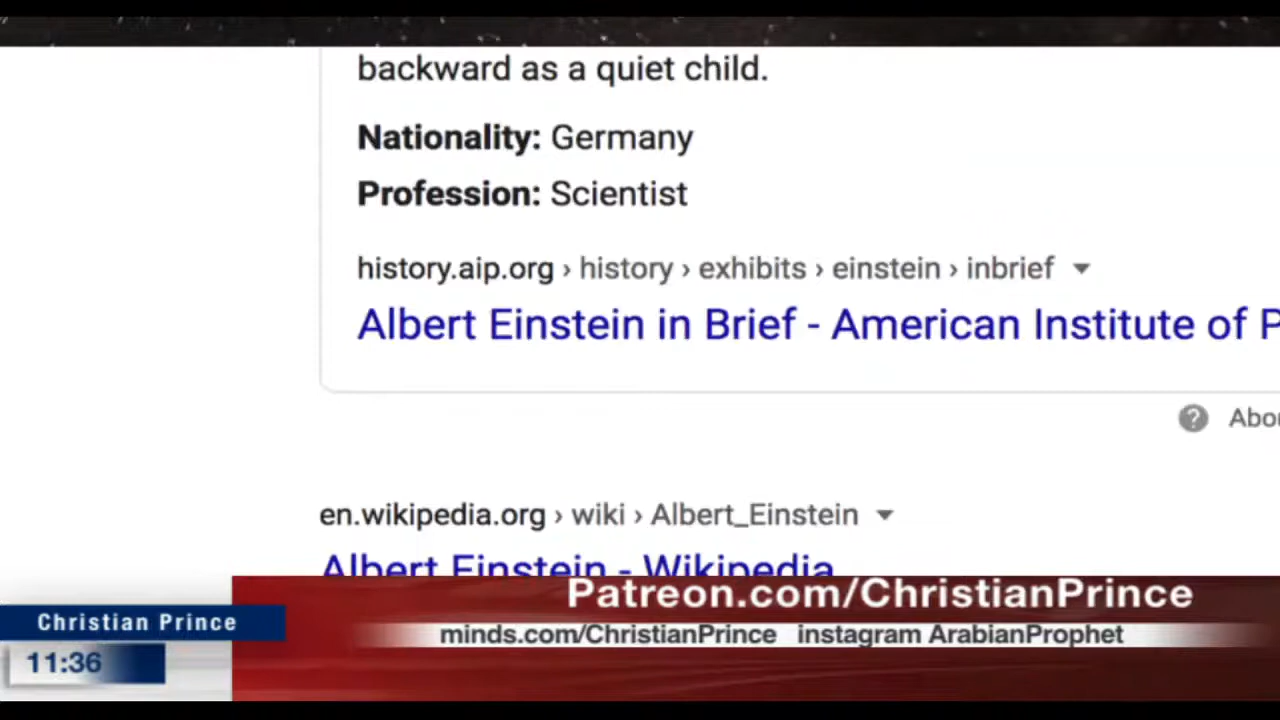 backward as a quiet child.
Nationality: Germany
Profession: Scientist
history.aip.org › history › exhibits › einstein › inbrief
Albert Einstein in Brief - American Institute of P
?
en.wikipedia.org › wiki › Albert_Einstein
Albert Einstein - Wikipedia
Patreon.com/ChristianPrince
Christian Prince
minds.com/ChristianPrince instagram ArabianProphet
11:36